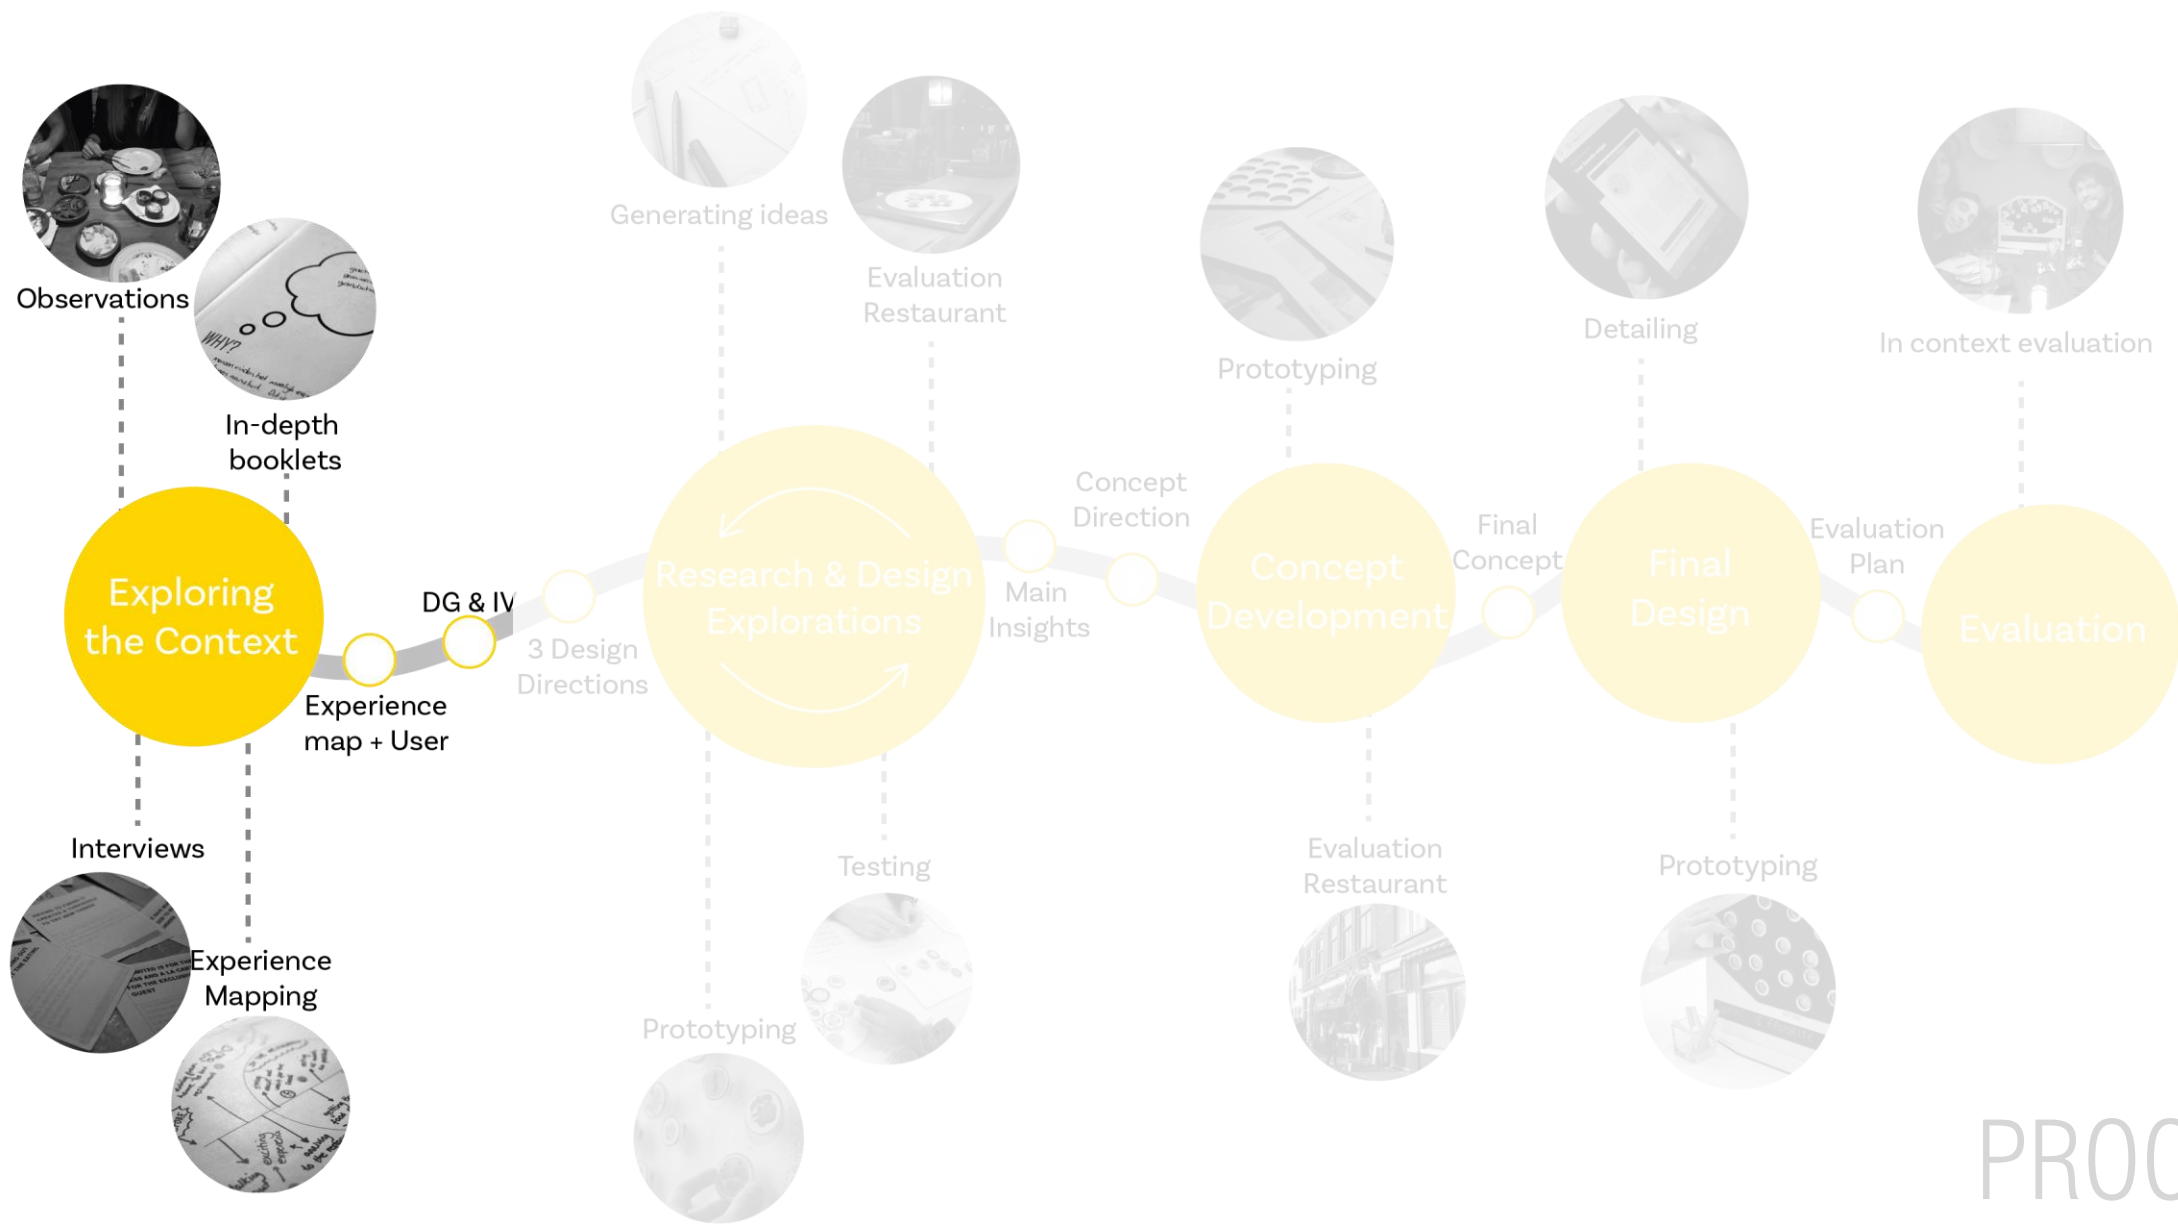 Observations
WHY?
In-depth
booklets
Exploring
the Context
DG & IV
Experience
map + User
Interviews
Experience
Mapping
3 Design
Directions
Generating ideas
Evaluation
Restaurant
Research & Design
Explorations
Prototyping
Testing
Main
Insights
Concept
Direction
Prototyping
Concept
Development
Evaluation
Restaurant
Final
Concept
Detailing
Final
Design
Prototyping
Evaluation
Plan
In context evaluation
Evaluation
PROC